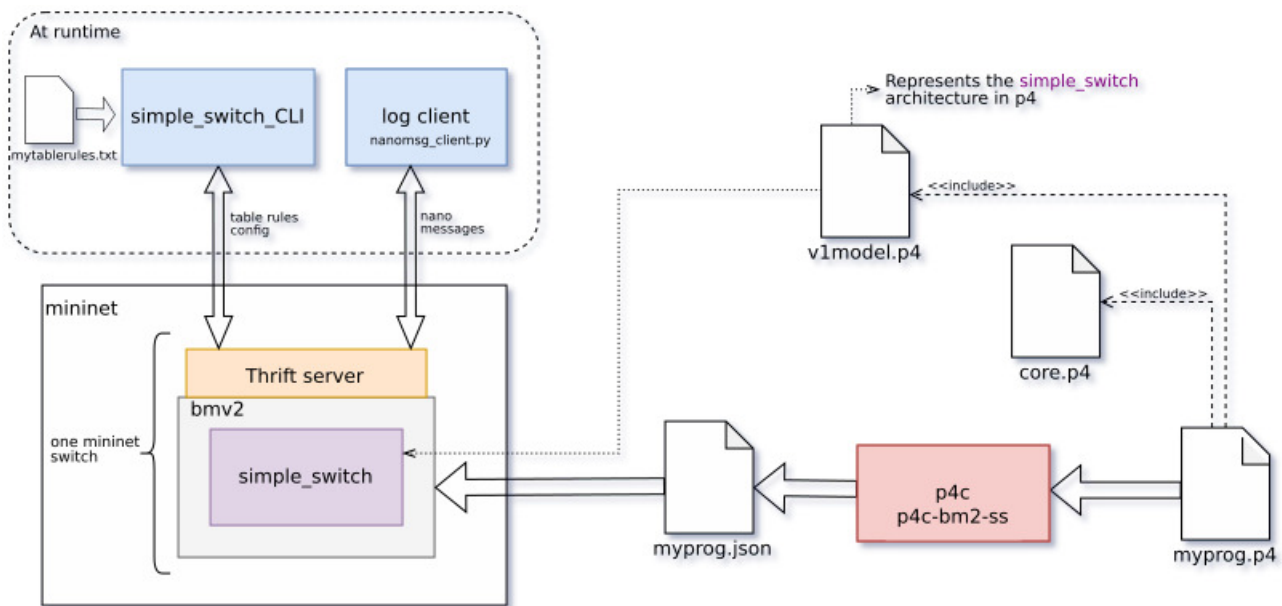 At runtime
mytablerules.txt
simple_switch_CLI
log client
nanomsg_client.py
table rules
config
nano
messages
Represents the simple_switch
architecture in p4
v1model.p4
<<include>>
core.p4
<<include>>
mininet
one mininet
switch
Thrift server
bmv2
simple_switch
myprog.json
p4c
p4c-bm2-ss
myprog.p4